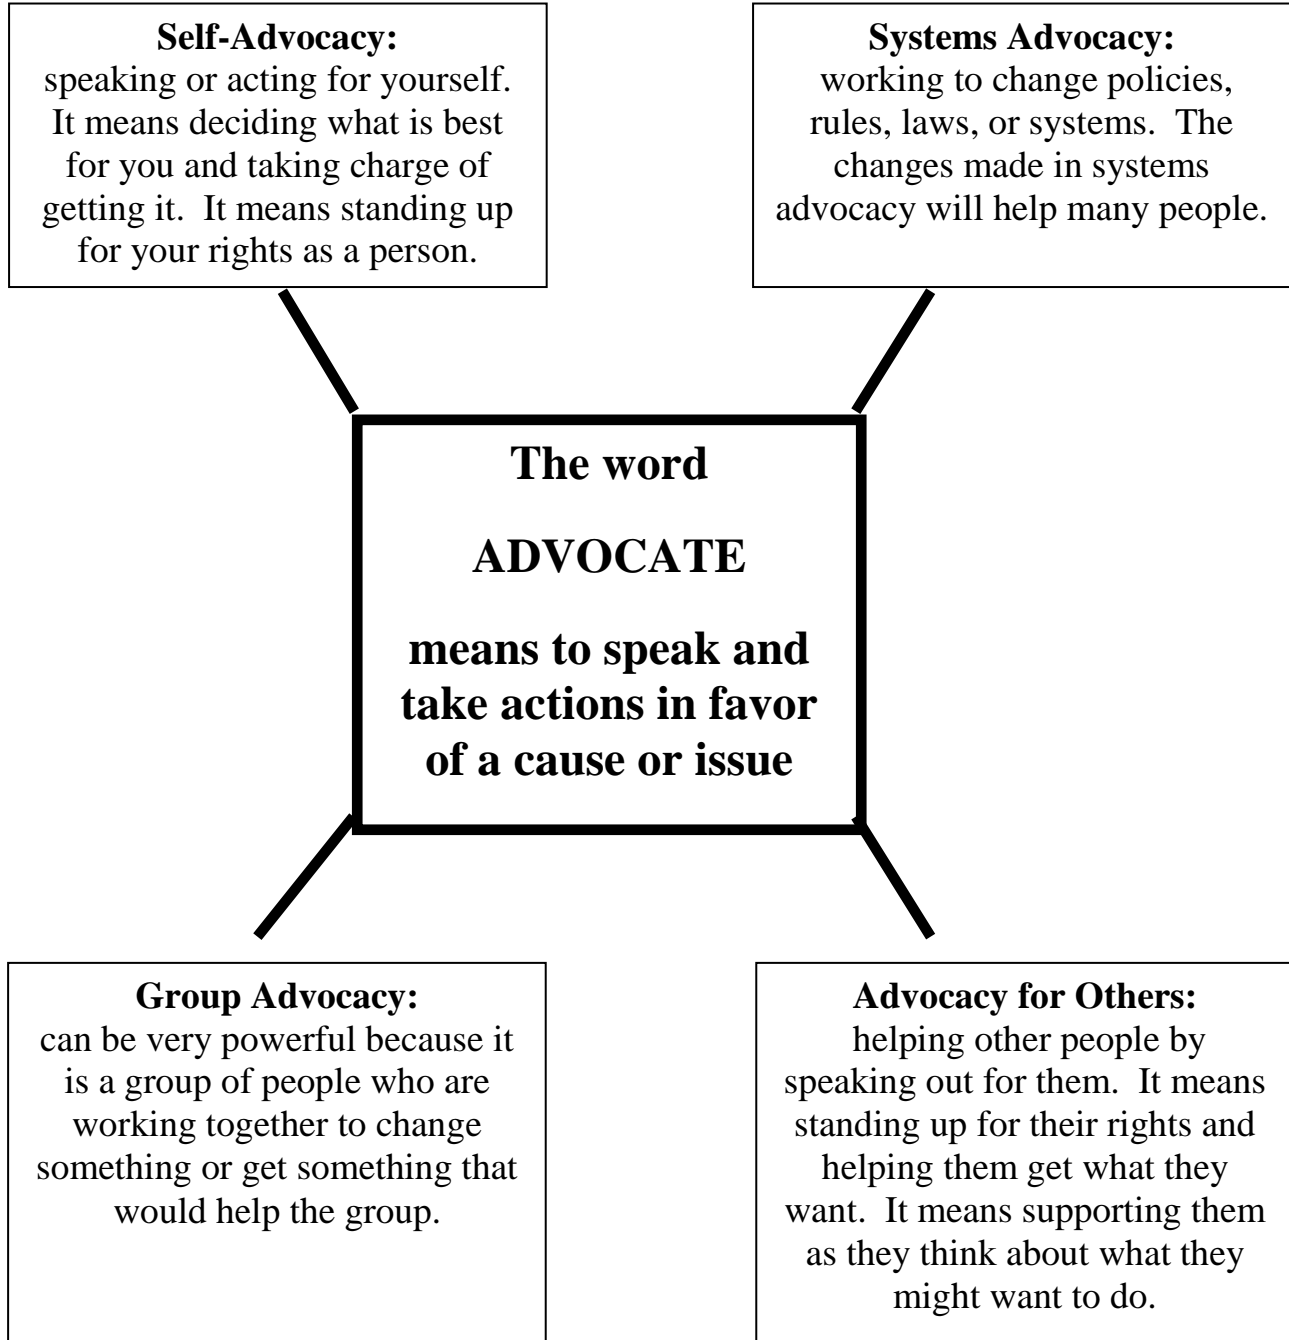 Self-Advocacy:
speaking or acting for yourself.
It means deciding what is best
for you and taking charge of
getting it.  It means standing up
for your rights as a person.
Systems Advocacy:
working to change policies,
rules, laws, or systems.  The
changes made in systems
advocacy will help many people.
The word
ADVOCATE
means to speak and
take actions in favor
of a cause or issue
Group Advocacy:
can be very powerful because it
is a group of people who are
working together to change
something or get something that
would help the group.
Advocacy for Others:
helping other people by
speaking out for them.  It means
standing up for their rights and
helping them get what they
want.  It means supporting them
as they think about what they
might want to do.